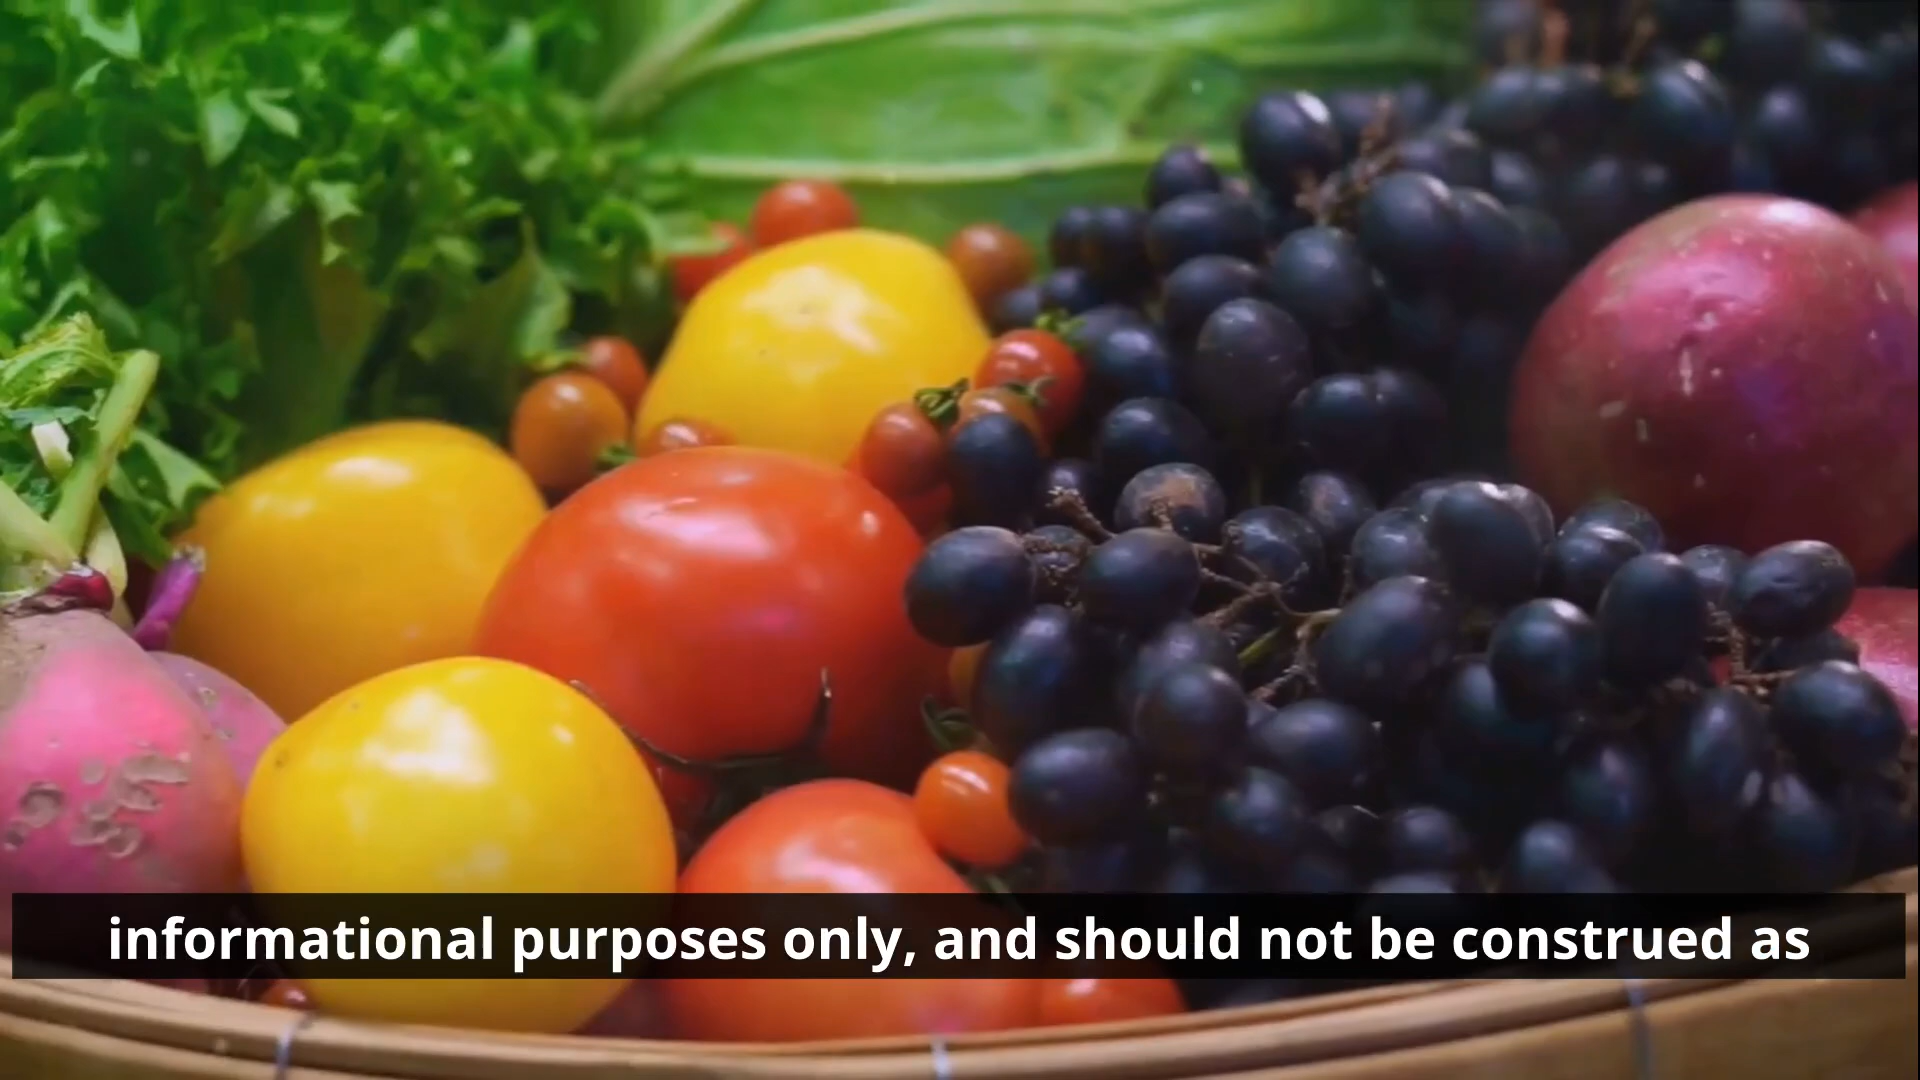 informational purposes only, and should not be construed as